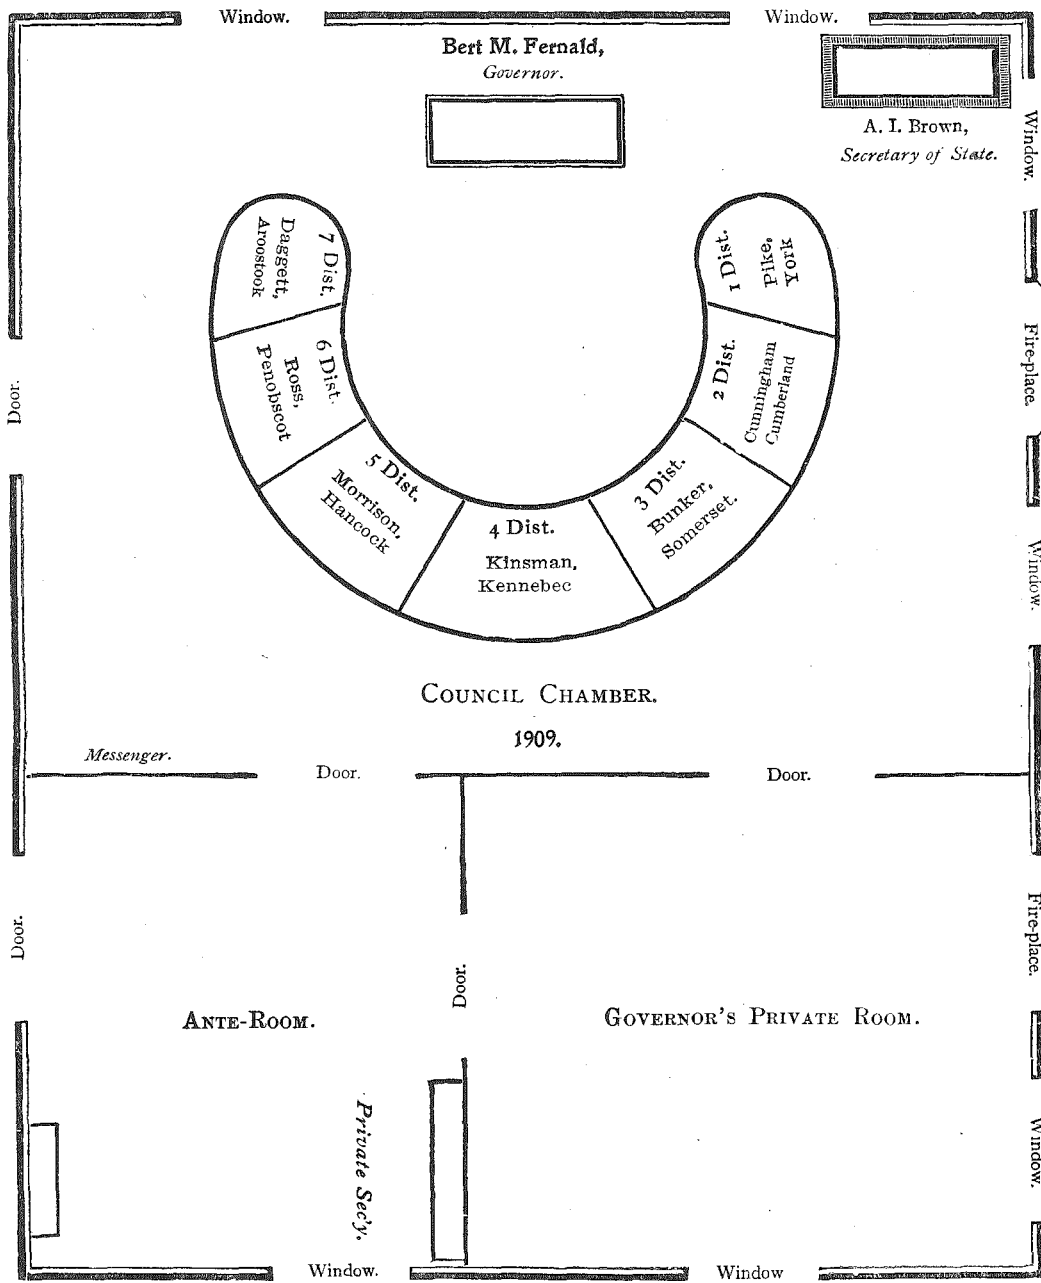 Window.
Window.
Bert M. Fernald,
Governor.
A. I. Brown,
Secretary of State.
Window.
7 Dist.
Daggett,
Aroostook
1 Dist.
Pike,
York
Door.
6 Dist.
Ross,
Penobscot
2 Dist.
Cunningham
Cumberland
Fire-place.
5 Dist.
Morrison,
Hancock
4 Dist.
Kinsman,
Kennebec
3 Dist.
Bunker,
Somerset.
Window.
COUNCIL CHAMBER.
1909.
Messenger.
Door.
Door.
Door.
Door.
Fire-place.
ANTE-ROOM.
GOVERNOR'S PRIVATE ROOM.
Private Sec'y.
Window.
Window.
Window